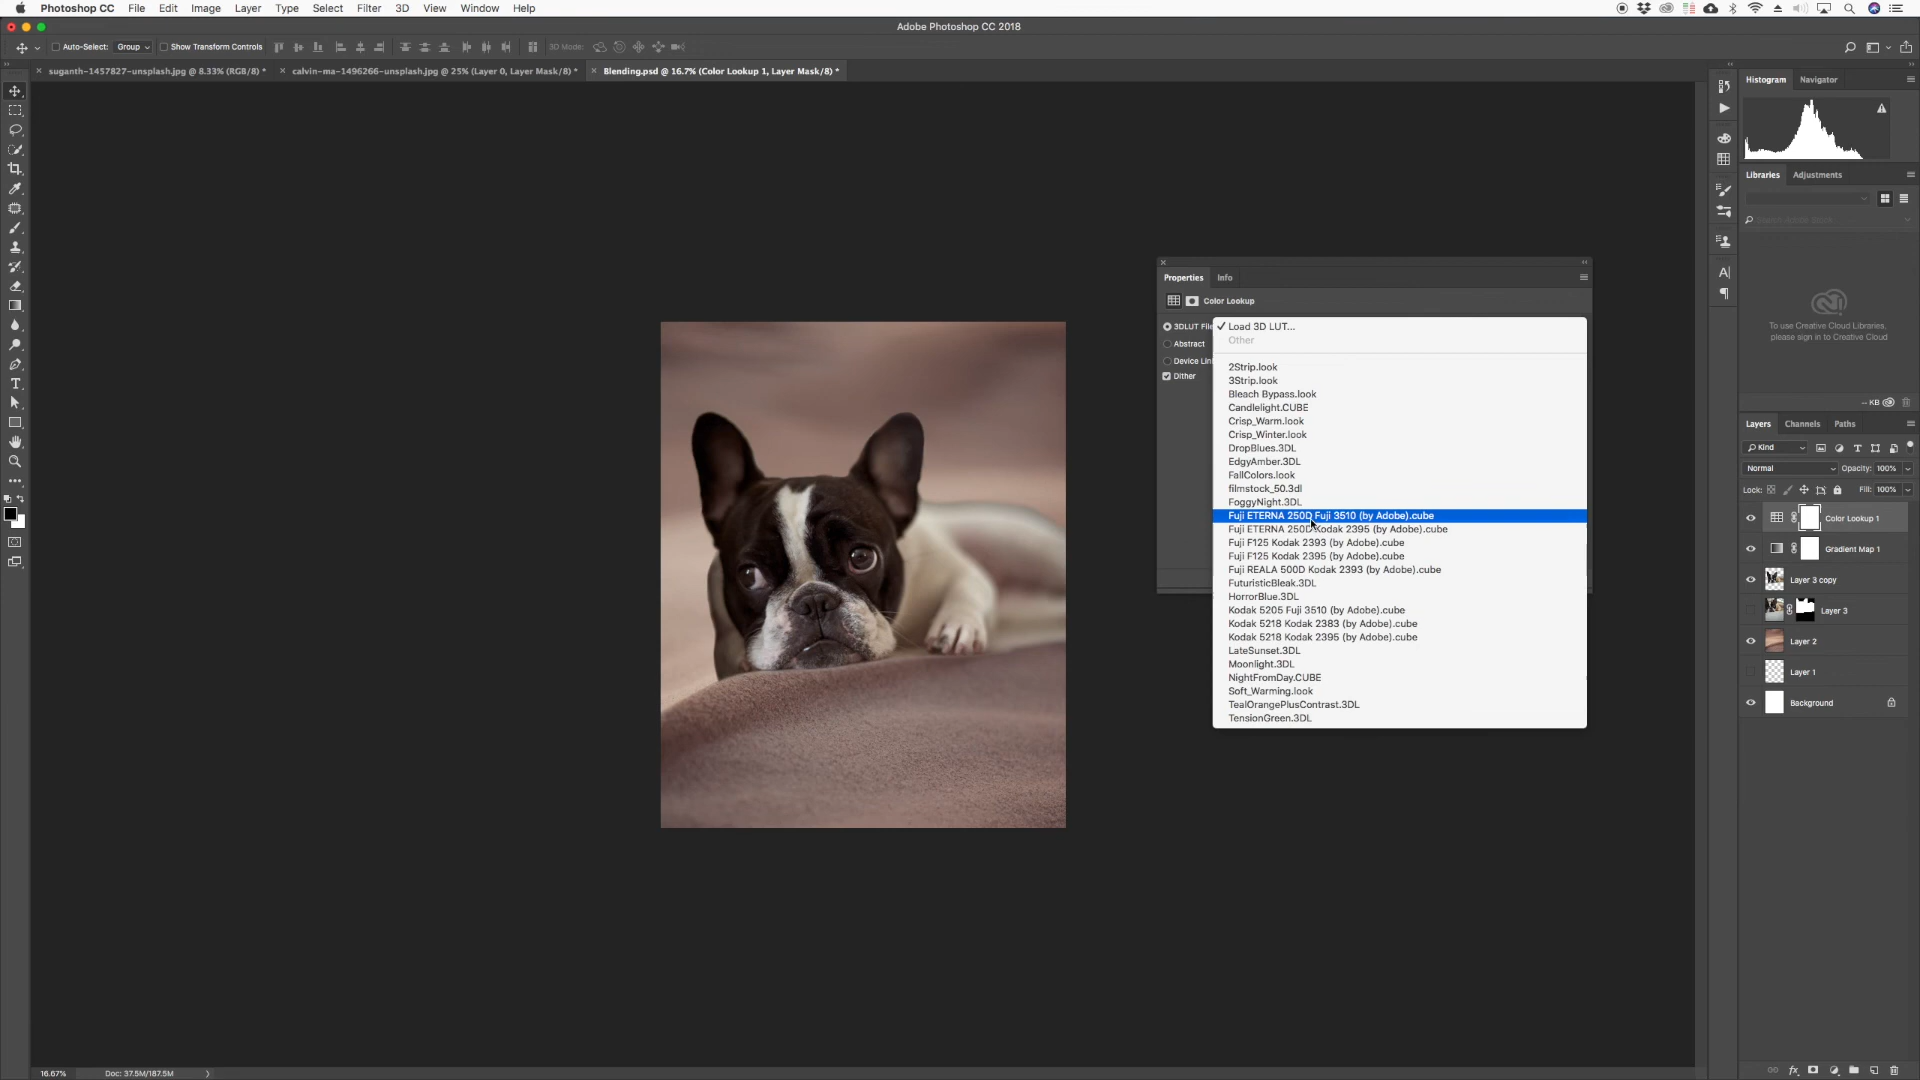 Photoshop CC File Edit Image Layer Type Select Filter 3D View Window Help
Adobe Photoshop CC 2018
Auto-Select: Group Show Transform Controls 3D Mode:
suganth-1457827-unsplash.jpg @ 8.33% (RGB/8) * calvin-ma-1496266-unsplash.jpg @ 25% (Layer 0, Layer Mask/8) * Blending.psd @ 16.7% (Color Lookup 1, Layer Mask/8) *
Histogram Navigator
Libraries Adjustments
To use Creative Cloud Libraries,
please sign in to Creative Cloud
-- KB
Properties Info
Color Lookup
3DLUT File
Abstract
Device Lin
Dither
Load 3D LUT...
Other
2Strip.look
3Strip.look
Bleach Bypass.look
Candlelight.CUBE
Crisp_Warm.look
Crisp_Winter.look
DropBlues.3DL
EdgyAmber.3DL
FallColors.look
filmstock_50.3dl
FoggyNight.3DL
Fuji ETERNA 250D Fuji 3510 (by Adobe).cube
Fuji ETERNA 250D Kodak 2395 (by Adobe).cube
Fuji F125 Kodak 2393 (by Adobe).cube
Fuji F125 Kodak 2395 (by Adobe).cube
Fuji REALA 500D Kodak 2393 (by Adobe).cube
FuturisticBleak.3DL
HorrorBlue.3DL
Kodak 5205 Fuji 3510 (by Adobe).cube
Kodak 5218 Kodak 2383 (by Adobe).cube
Kodak 5218 Kodak 2395 (by Adobe).cube
LateSunset.3DL
Moonlight.3DL
NightFromDay.CUBE
Soft_Warming.look
TealOrangePlusContrast.3DL
TensionGreen.3DL
Layers Channels Paths
Kind
Normal Opacity: 100%
Lock: Fill: 100%
Color Lookup 1
Gradient Map 1
Layer 3 copy
Layer 3
Layer 2
Layer 1
Background
16.67% Doc: 37.5M/187.5M